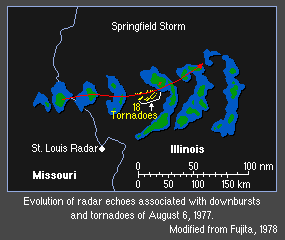 Springfield Storm
18
Tornadoes
St. Louis Radar
Illinois
Missouri
0 50 100 nm
0 50 100 150 km
Evolution of radar echoes associated with downbursts
and tornadoes of August 6, 1977.
Modified from Fujita, 1978